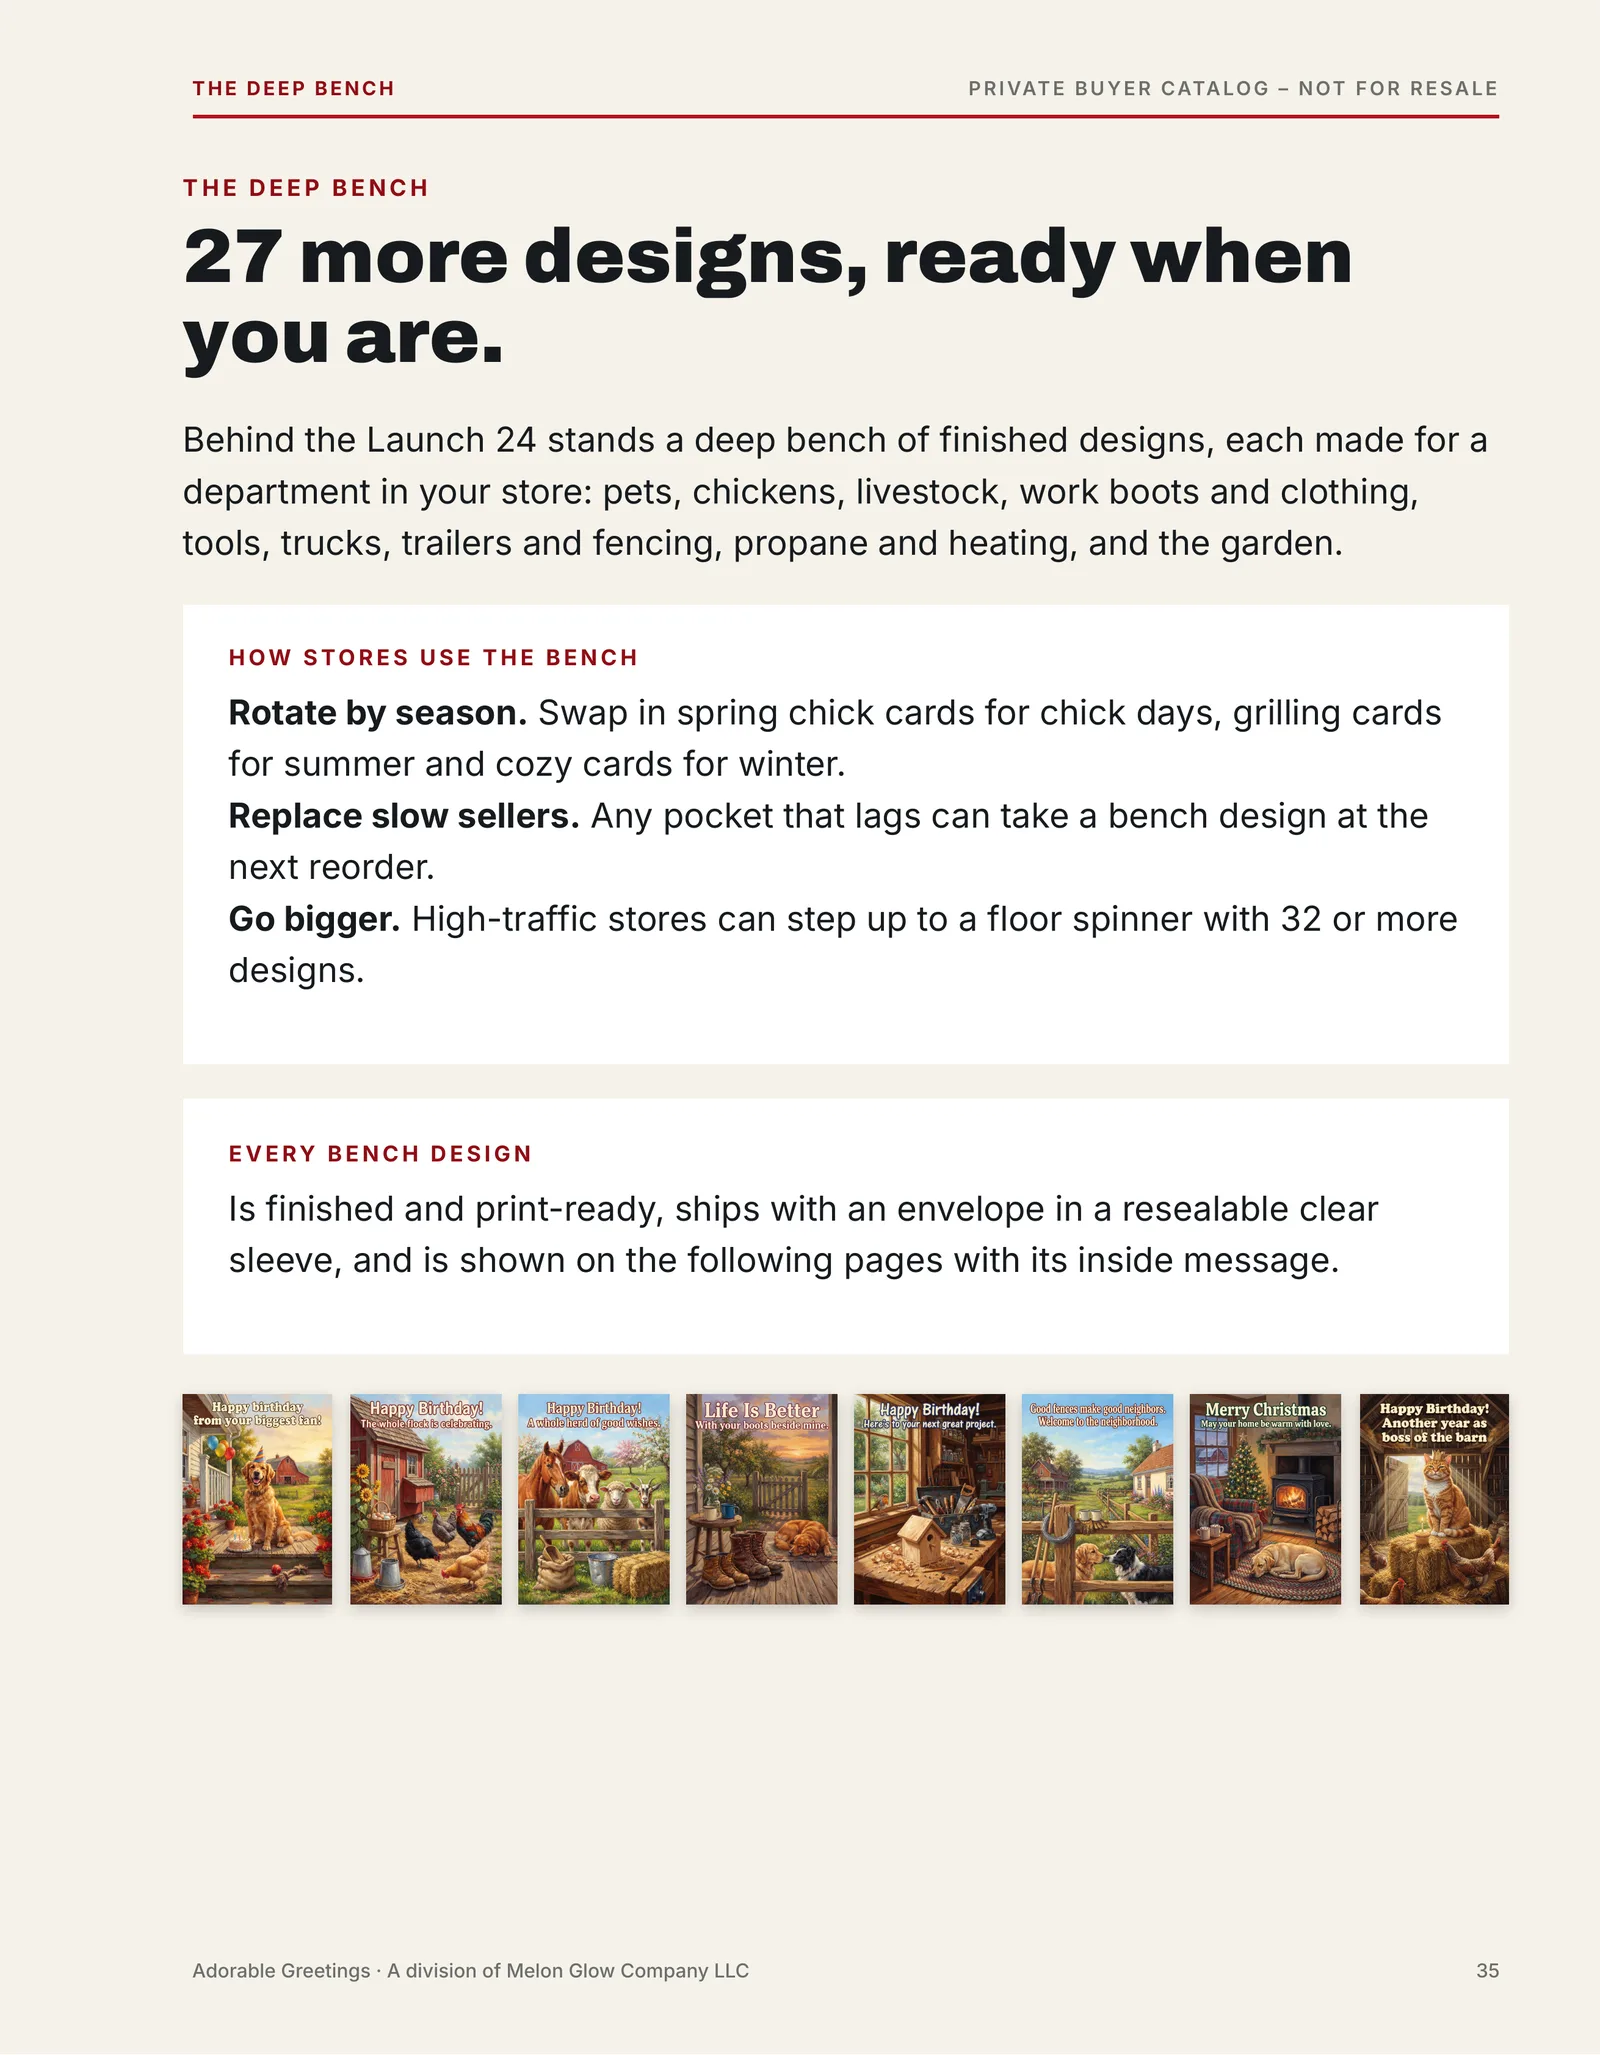 THE DEEP BENCH
PRIVATE BUYER CATALOG – NOT FOR RESALE
THE DEEP BENCH
27 more designs, ready when
you are.
Behind the Launch 24 stands a deep bench of finished designs, each made for a
department in your store: pets, chickens, livestock, work boots and clothing,
tools, trucks, trailers and fencing, propane and heating, and the garden.
HOW STORES USE THE BENCH
Rotate by season. Swap in spring chick cards for chick days, grilling cards
for summer and cozy cards for winter.
Replace slow sellers. Any pocket that lags can take a bench design at the
next reorder.
Go bigger. High-traffic stores can step up to a floor spinner with 32 or more
designs.
EVERY BENCH DESIGN
Is finished and print-ready, ships with an envelope in a resealable clear
sleeve, and is shown on the following pages with its inside message.
Happy birthday
from your biggest fan!
Happy Birthday!
The whole flock is celebrating.
Happy Birthday!
A whole herd of good wishes.
Life Is Better
With your boots beside mine.
Happy Birthday!
Here's to your next great project.
Good fences make good neighbors.
Welcome to the neighborhood.
Merry Christmas
May your home be warm with love.
Happy Birthday!
Another year as
boss of the barn
Adorable Greetings · A division of Melon Glow Company LLC
35